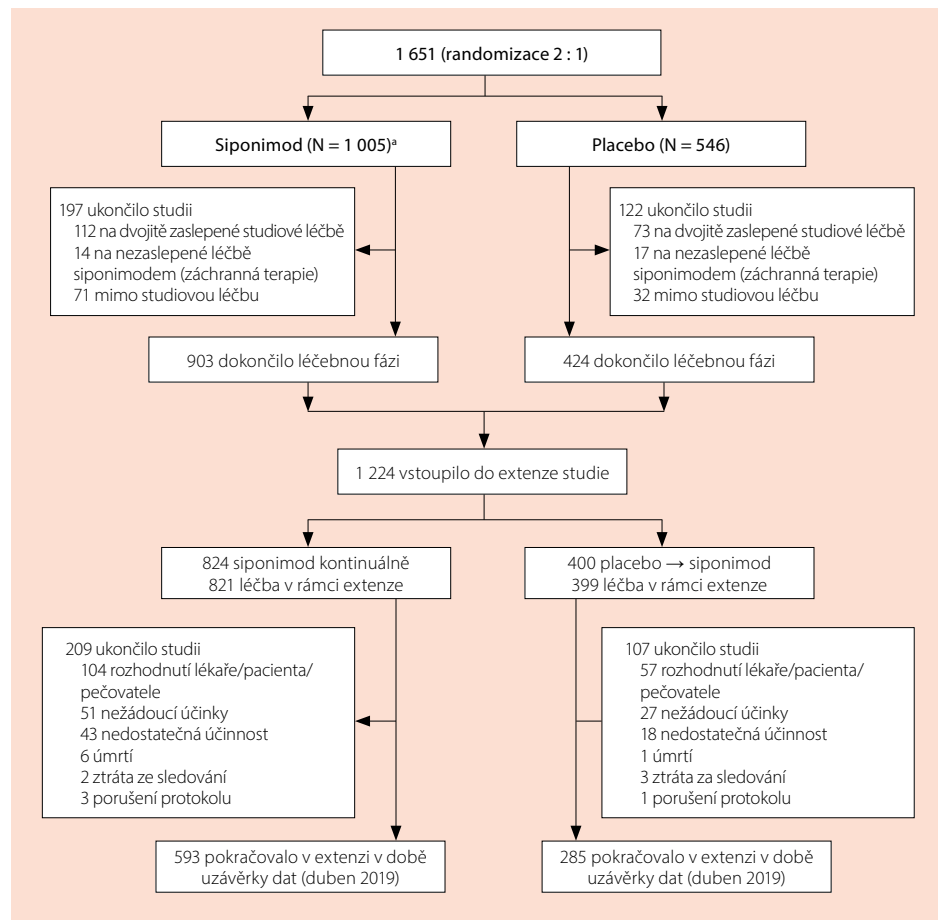 1 651 (randomizace 2 : 1)
Siponimod (N = 1 005)ᵃ
Placebo (N = 546)
197 ukončilo studii
112 na dvojitě zaslepené studiové léčbě
14 na nezaslepené léčbě
siponimodem (záchranná terapie)
71 mimo studiovou léčbu
122 ukončilo studii
73 na dvojitě zaslepené studiové léčbě
17 na nezaslepené léčbě
siponimodem (záchranná terapie)
32 mimo studiovou léčbu
903 dokončilo léčebnou fázi
424 dokončilo léčebnou fázi
1 224 vstoupilo do extenze studie
824 siponimod kontinuálně
821 léčba v rámci extenze
400 placebo → siponimod
399 léčba v rámci extenze
209 ukončilo studii
104 rozhodnutí lékaře/pacienta/
pečovatele
51 nežádoucí účinky
43 nedostatečná účinnost
6 úmrtí
2 ztráta ze sledování
3 porušení protokolu
107 ukončilo studii
57 rozhodnutí lékaře/pacienta/
pečovatele
27 nežádoucí účinky
18 nedostatečná účinnost
1 úmrtí
3 ztráta za sledování
1 porušení protokolu
593 pokračovalo v extenzi v době
uzávěrky dat (duben 2019)
285 pokračovalo v extenzi v době
uzávěrky dat (duben 2019)